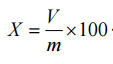 X = V/m × 100 ·